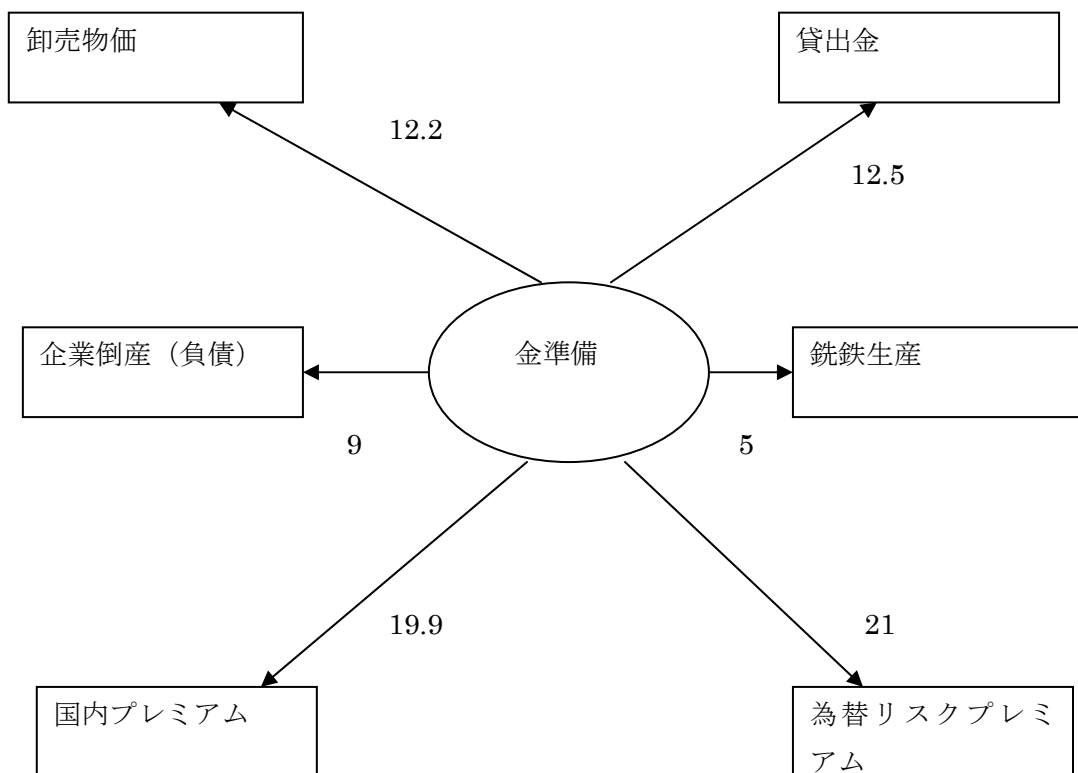 卸売物価
貸出金
12.2
12.5
企業倒産（負債）
金準備
銑鉄生産
9
5
19.9
21
国内プレミアム
為替リスクプレミ
アム